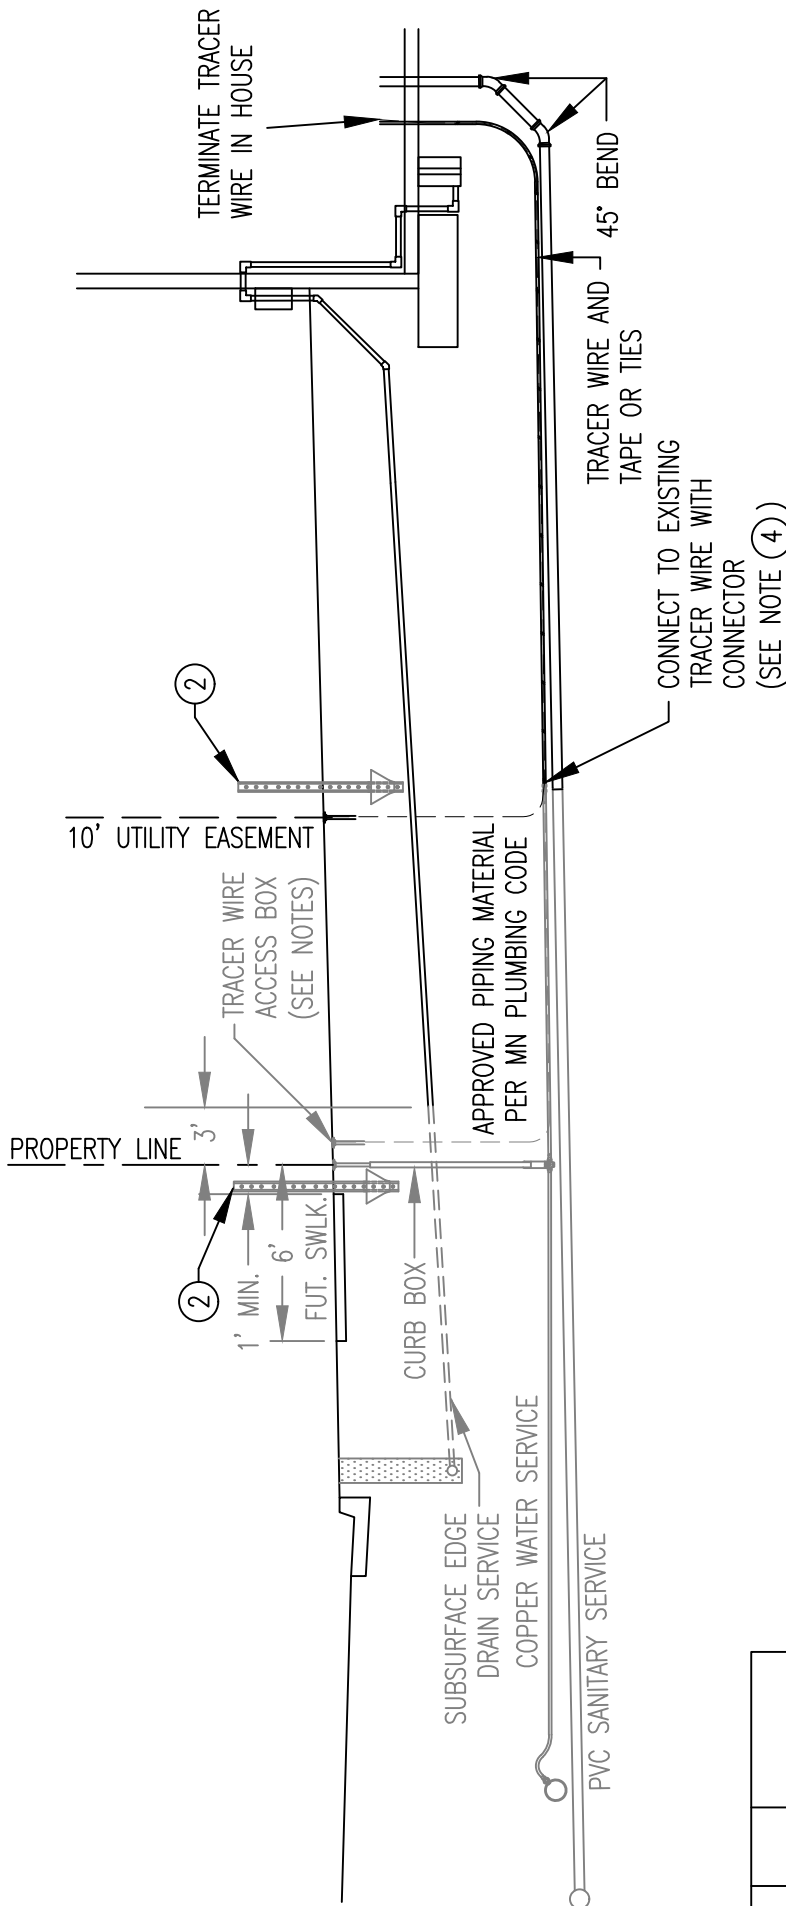 TERMINATE TRACER
WIRE IN HOUSE
45° BEND
TRACER WIRE AND
TAPE OR TIES
CONNECT TO EXISTING
TRACER WIRE WITH
CONNECTOR
(SEE NOTE 4)
2
10' UTILITY EASEMENT
TRACER WIRE
ACCESS BOX
(SEE NOTES)
APPROVED PIPING MATERIAL
PER MN PLUMBING CODE
3'
PROPERTY LINE
2
1' MIN.
6'
FUT. SWLK.
CURB BOX
SUBSURFACE EDGE
DRAIN SERVICE
COPPER WATER SERVICE
PVC SANITARY SERVICE